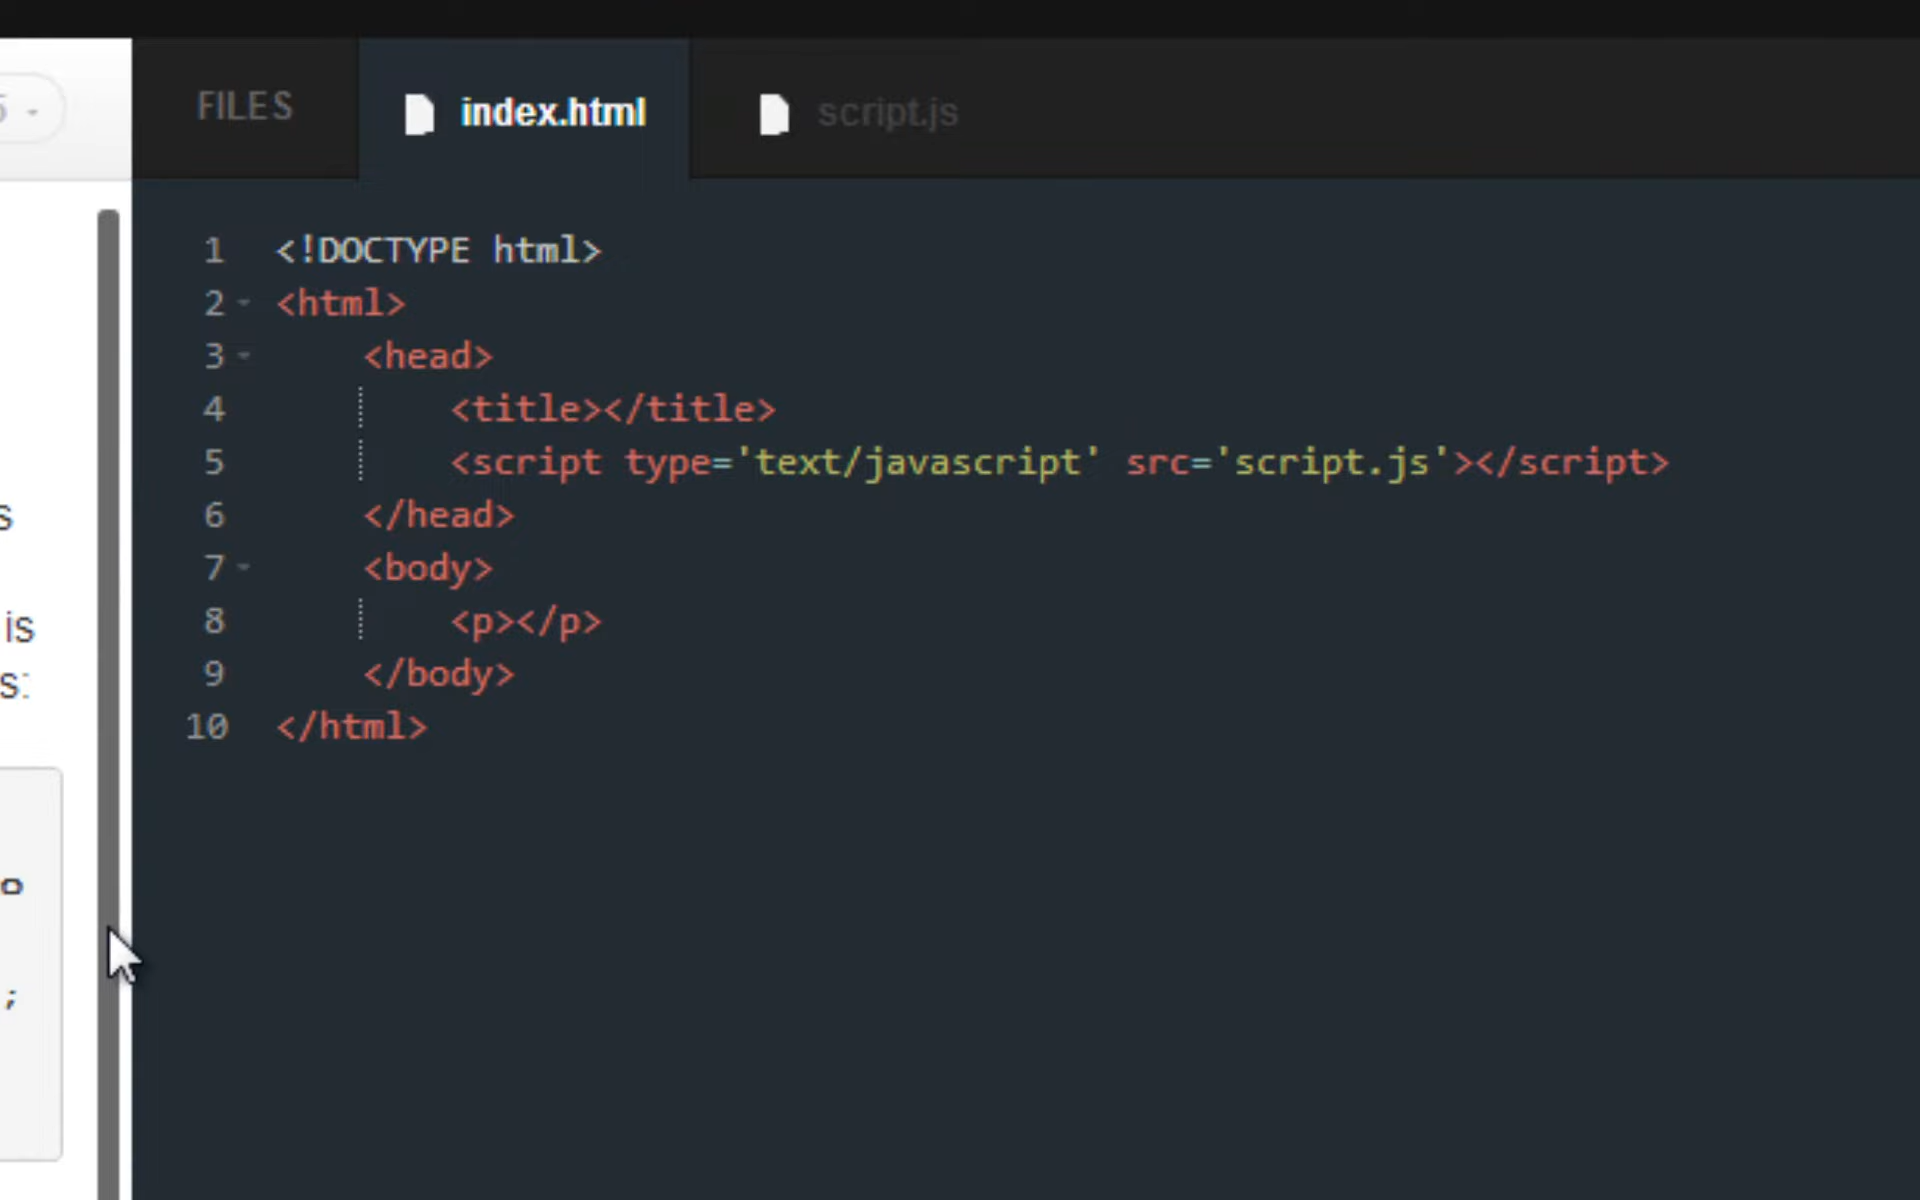 FILES index.html script.js
1 <!DOCTYPE html>
2 <html>
3 <head>
4 <title></title>
5 <script type='text/javascript' src='script.js'></script>
6 </head>
7 <body>
8 <p></p>
9 </body>
10 </html>
is
s:
;